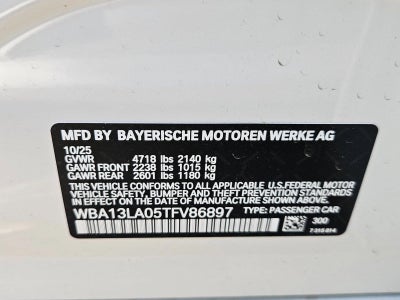 MFD BY BAYERISCHE MOTOREN WERKE AG
10/25
GVWR 4718 lbs 2140 kg
GAWR FRONT 2238 lbs 1015 kg
GAWR REAR 2601 lbs 1180 kg
THIS VEHICLE CONFORMS TO ALL APPLICABLE U.S.FEDERAL MOTOR
VEHICLE SAFETY, BUMPER, AND THEFT PREVENTION STANDARDS
IN EFFECT ON THE DATE OF MANUFACTURE SHOWN ABOVE.
WBA13LA05TFV86897 TYPE: PASSENGER CAR
300